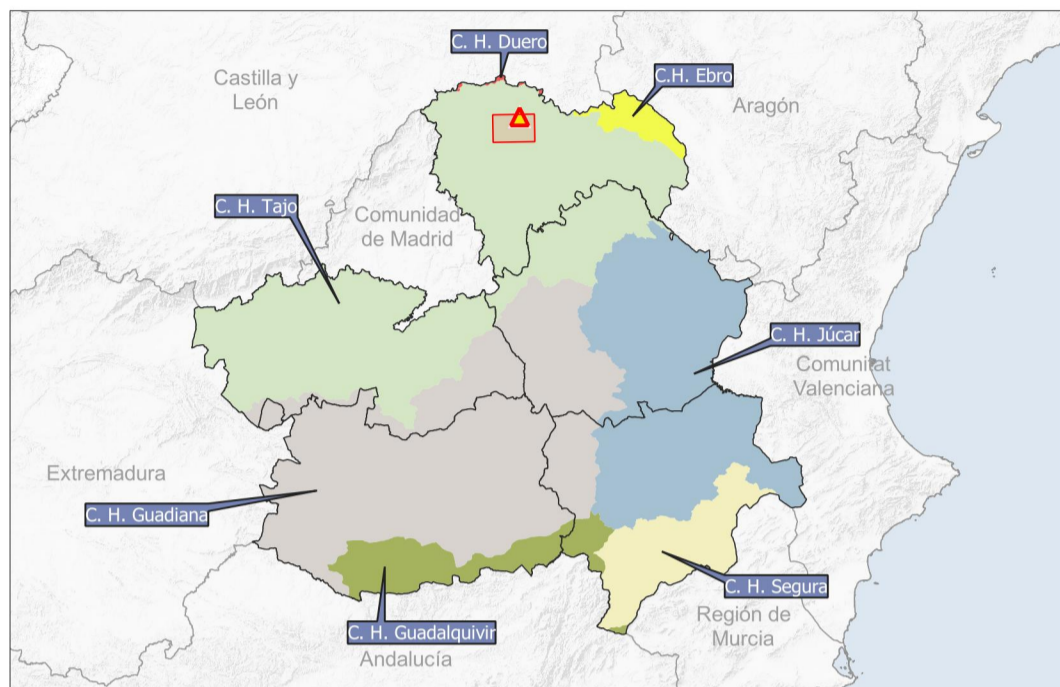 C. H. Duero
Castilla y
León
C.H. Ebro
Aragón
C. H. Tajo
Comunidad
de Madrid
C. H. Júcar
Comunitat
Valenciana
Extremadura
C. H. Guadiana
C. H. Segura
Región de
Murcia
C. H. Guadalquivir
Andalucía